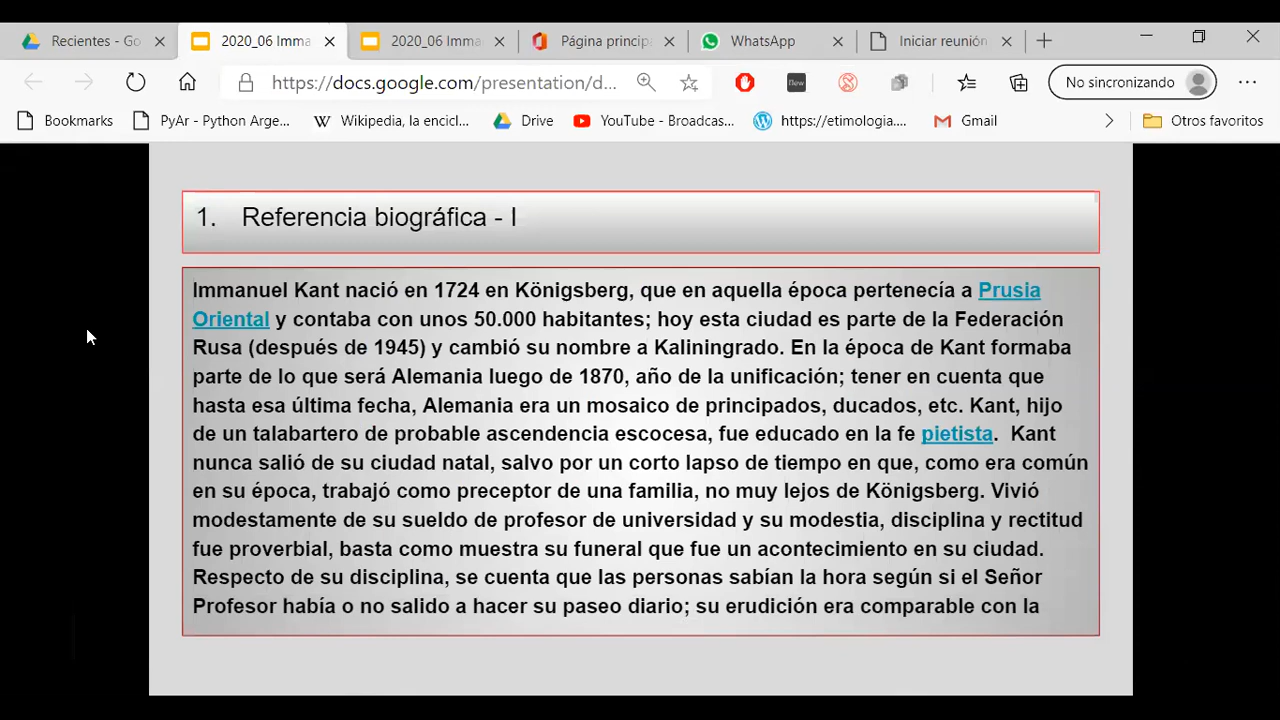 Recientes - Go
2020_06 Imma
2020_06 Imma
Página princip
WhatsApp
Iniciar reunión
https://docs.google.com/presentation/d...
new
No sincronizando
Bookmarks
PyAr - Python Arge...
Wikipedia, la encicl...
Drive
YouTube - Broadcas...
https://etimologia....
Gmail
Otros favoritos
1. Referencia biográfica - I
Immanuel Kant nació en 1724 en Königsberg, que en aquella época pertenecía a Prusia
Oriental y contaba con unos 50.000 habitantes; hoy esta ciudad es parte de la Federación
Rusa (después de 1945) y cambió su nombre a Kaliningrado. En la época de Kant formaba
parte de lo que será Alemania luego de 1870, año de la unificación; tener en cuenta que
hasta esa última fecha, Alemania era un mosaico de principados, ducados, etc. Kant, hijo
de un talabartero de probable ascendencia escocesa, fue educado en la fe pietista. Kant
nunca salió de su ciudad natal, salvo por un corto lapso de tiempo en que, como era común
en su época, trabajó como preceptor de una familia, no muy lejos de Königsberg. Vivió
modestamente de su sueldo de profesor de universidad y su modestia, disciplina y rectitud
fue proverbial, basta como muestra su funeral que fue un acontecimiento en su ciudad.
Respecto de su disciplina, se cuenta que las personas sabían la hora según si el Señor
Profesor había o no salido a hacer su paseo diario; su erudición era comparable con la